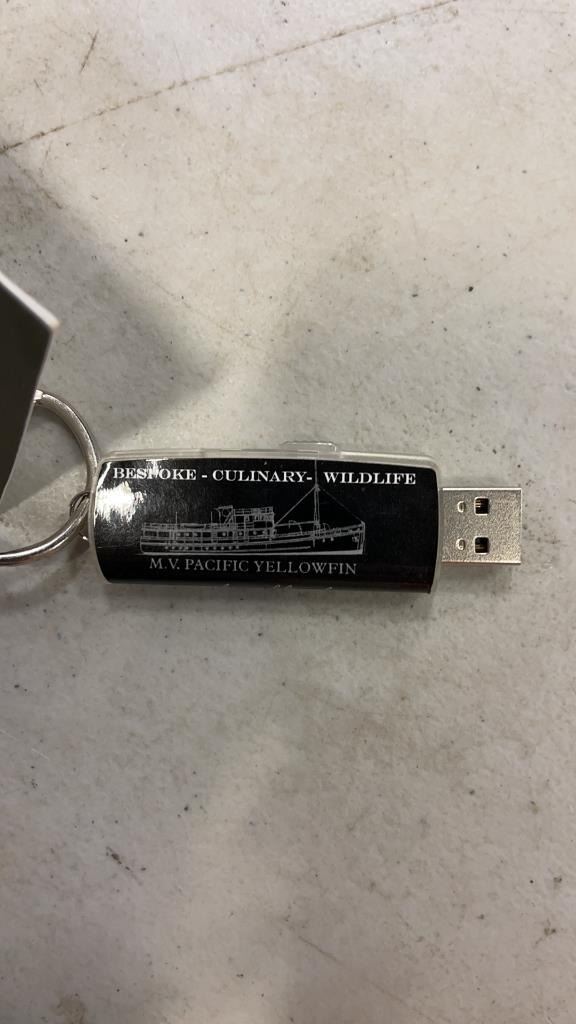 BESPOKE - CULINARY- WILDLIFE
M.V. PACIFIC YELLOWFIN